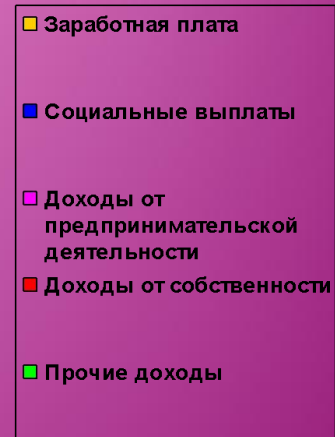 Заработная плата
Социальные выплаты
Доходы от
предпринимательской
деятельности
Доходы от собственности
Прочие доходы